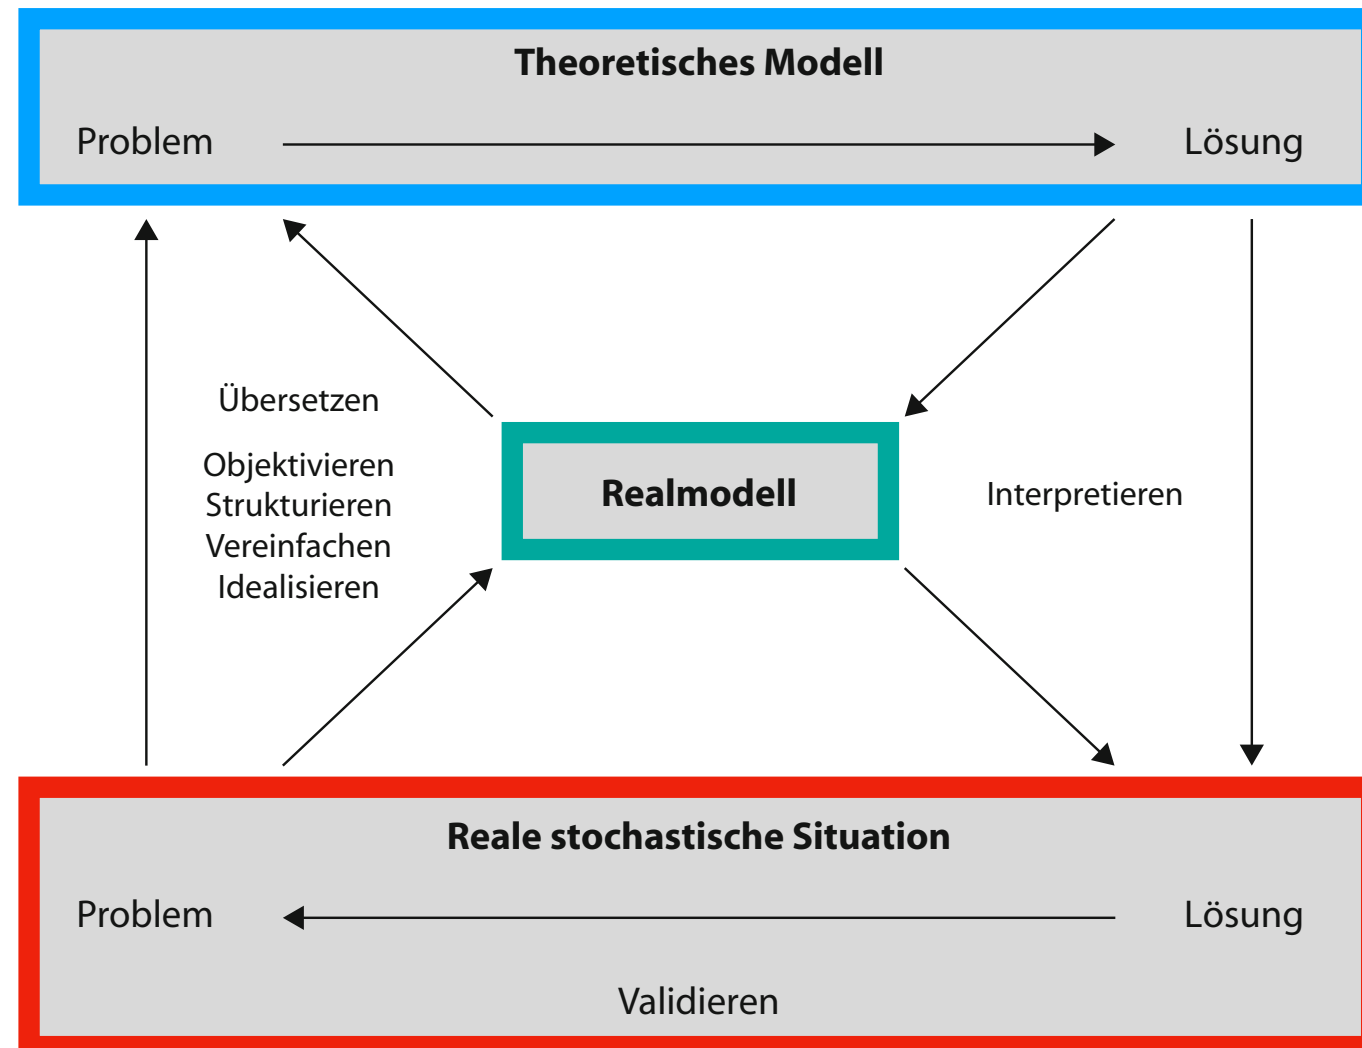 Theoretisches Modell
Problem
Lösung
Übersetzen
Objektivieren
Strukturieren
Vereinfachen
Idealisieren
Realmodell
Interpretieren
Reale stochastische Situation
Problem
Lösung
Validieren